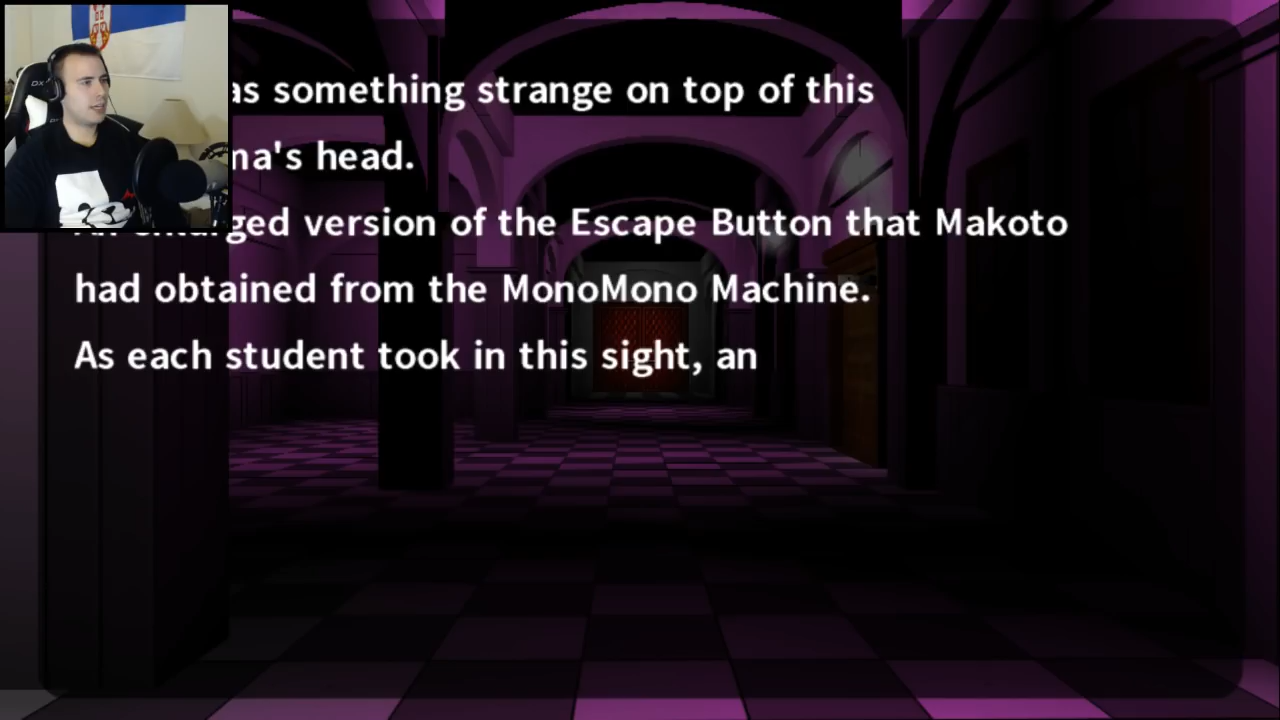 as something strange on top of this
na's head.
ged version of the Escape Button that Makoto
had obtained from the MonoMono Machine.
As each student took in this sight, an